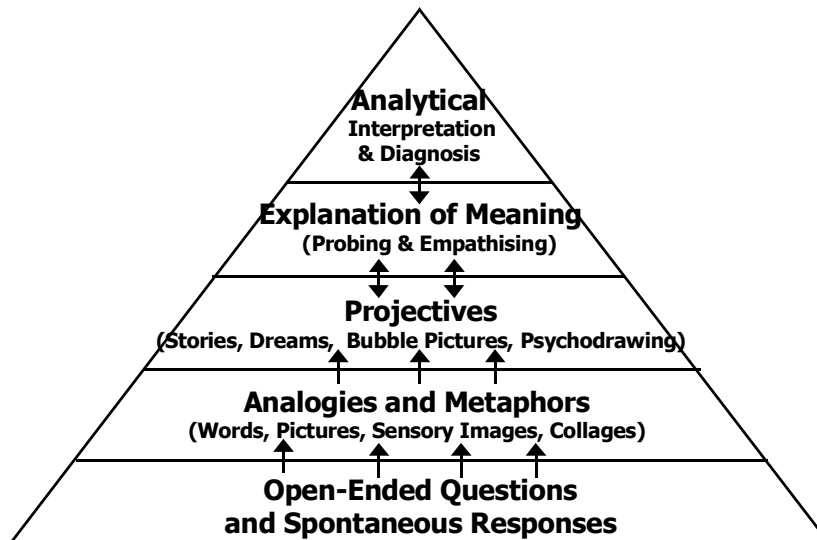 Analytical
Interpretation
& Diagnosis
Explanation of Meaning
(Probing & Empathising)
Projectives
(Stories, Dreams, Bubble Pictures, Psychodrawing)
Analogies and Metaphors
(Words, Pictures, Sensory Images, Collages)
Open-Ended Questions
and Spontaneous Responses